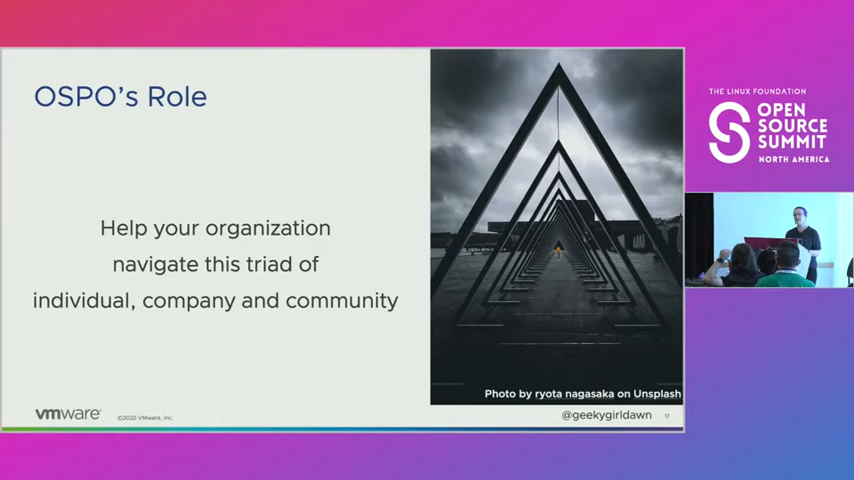 OSPO's Role
Help your organization
navigate this triad of
individual, company and community
Photo by ryota nagasaka on Unsplash
vmware®
©2022 VMware, Inc.
@geekygirldawn
17
THE LINUX FOUNDATION
OPEN
SOURCE
SUMMIT
NORTH AMERICA